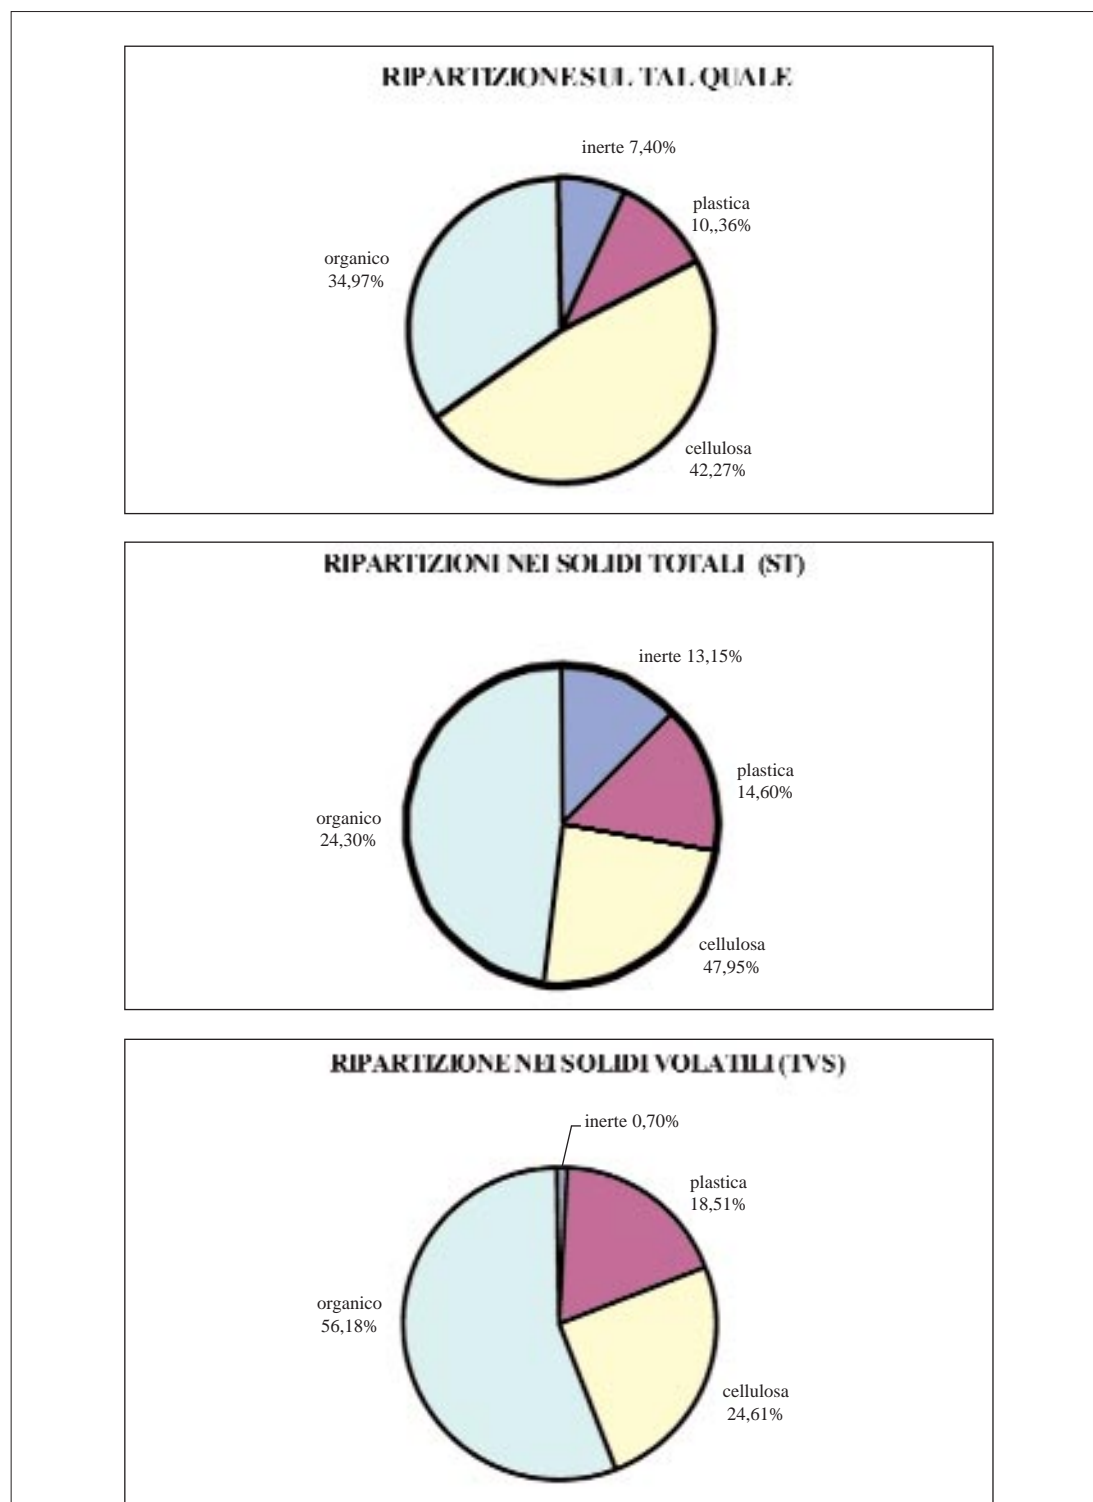 RIPARTIZIONE SUL TAL QUALE
inerte 7,40%
plastica
10,,36%
organico
34,97%
cellulosa
42,27%
RIPARTIZIONI NEI SOLIDI TOTALI (ST)
inerte 13,15%
plastica
14,60%
organico
24,30%
cellulosa
47,95%
RIPARTIZIONE NEI SOLIDI VOLATILI (TVS)
inerte 0,70%
plastica
18,51%
organico
56,18%
cellulosa
24,61%